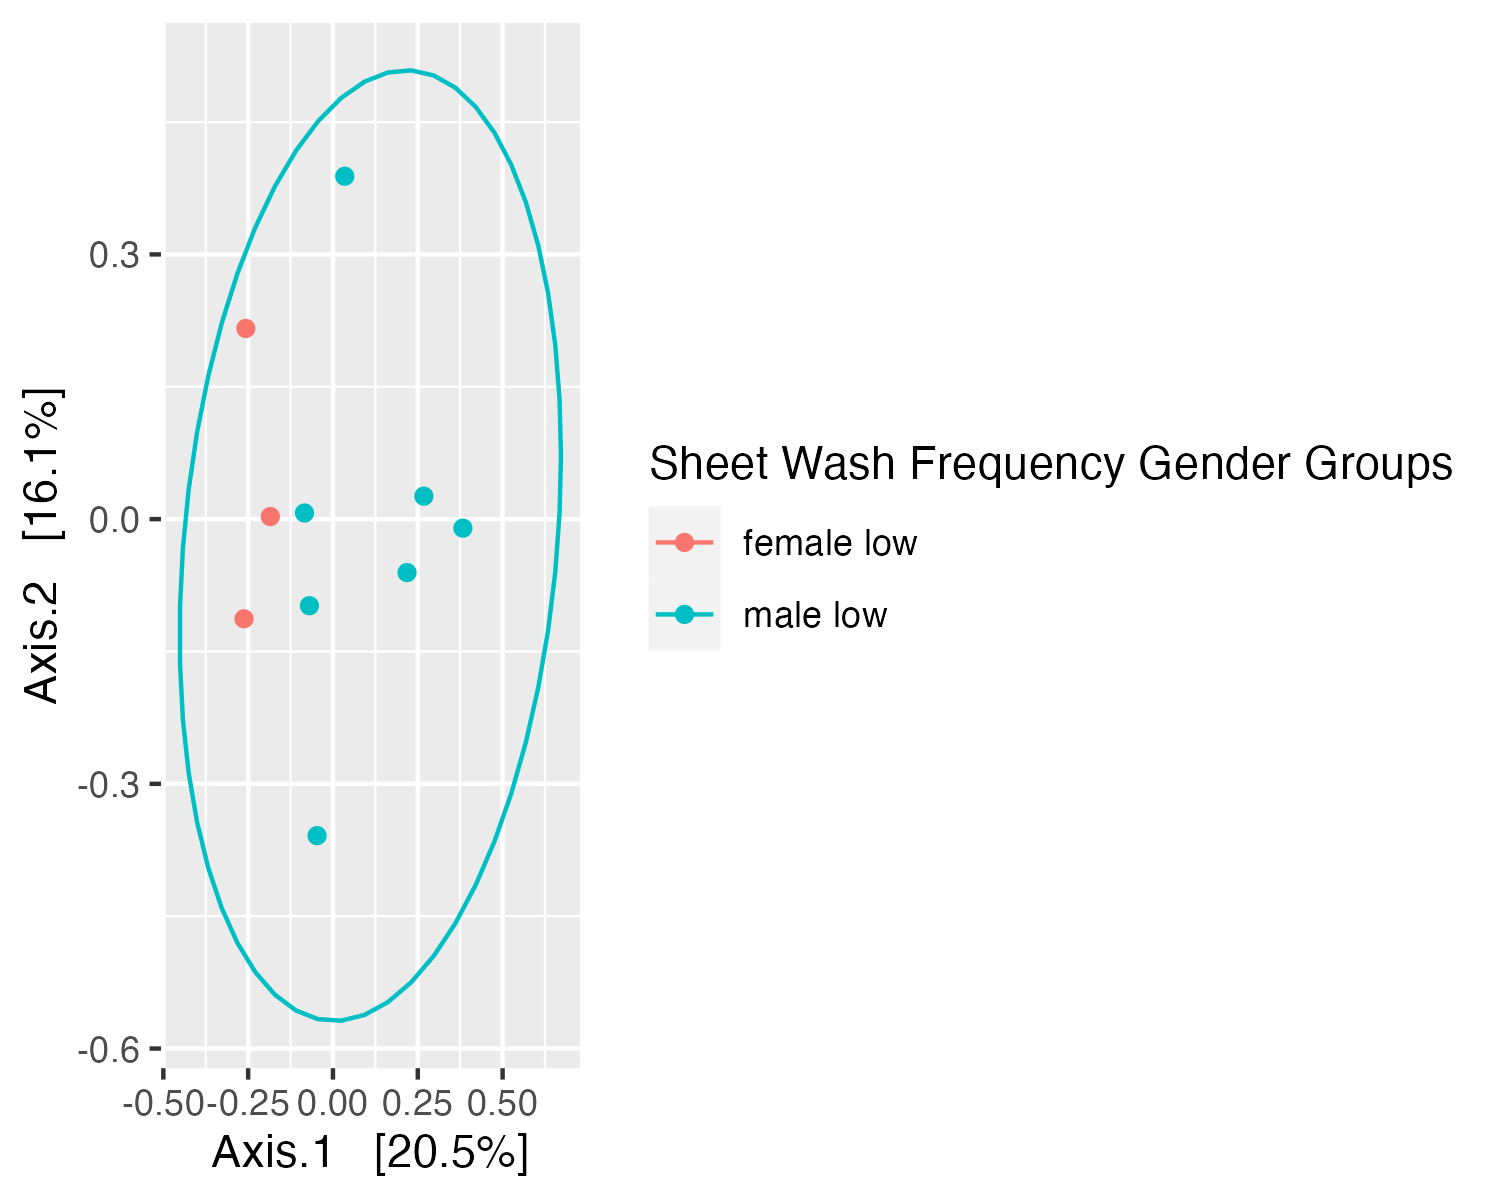 0.3
0.0
-0.3
-0.6
Axis.2 [16.1%]
-0.50 -0.25 0.00 0.25 0.50
Axis.1 [20.5%]
Sheet Wash Frequency Gender Groups
female low
male low